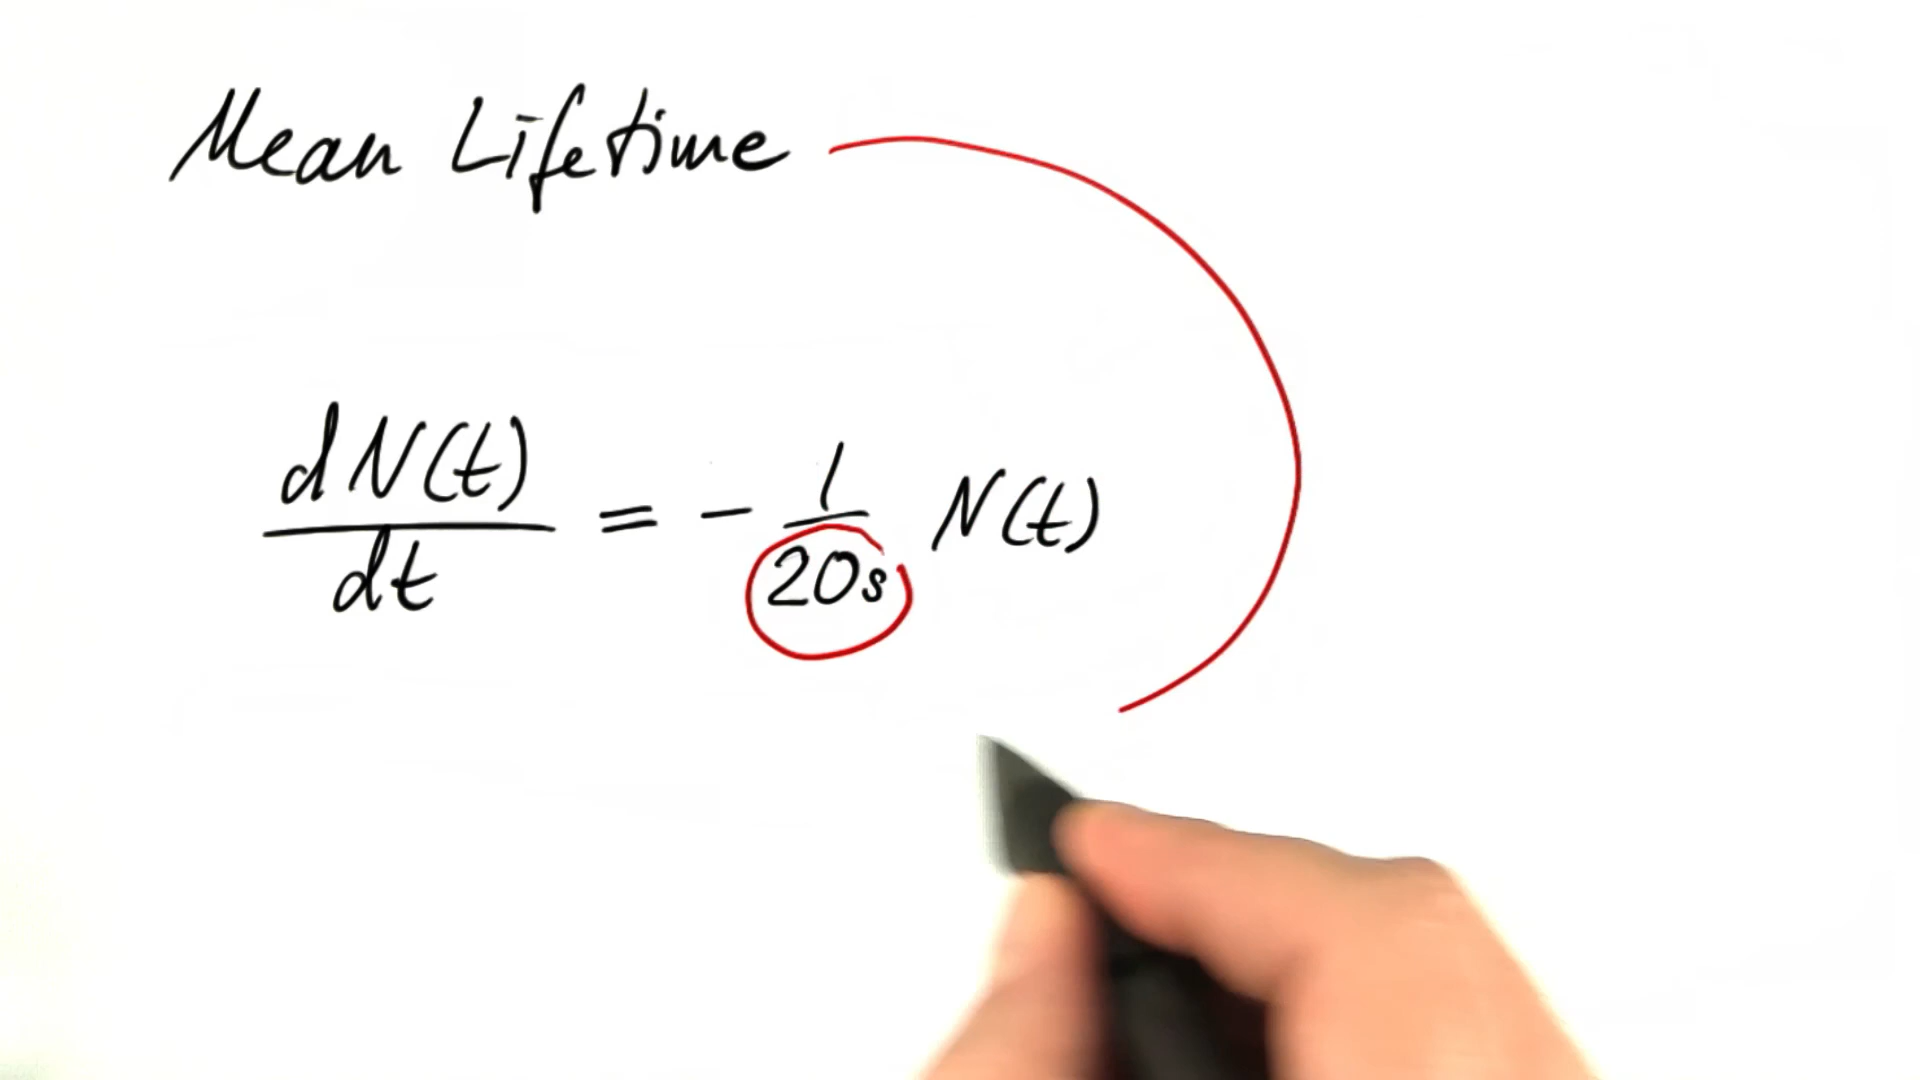 Mean Lifetime
dN(t)/dt = - 1/20s N(t)